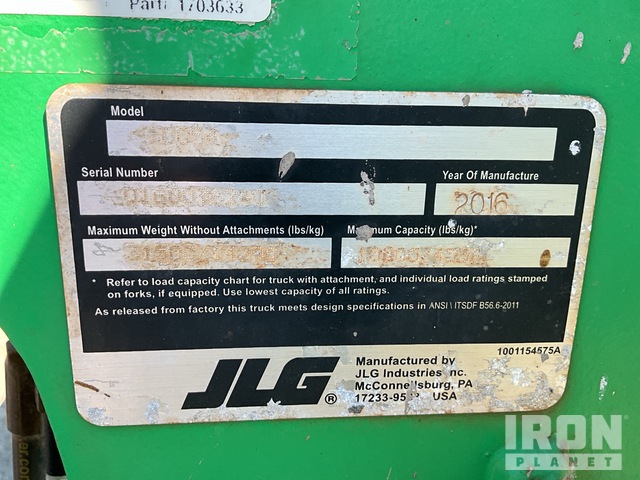 Part: 1703633
Model
Serial Number
Year Of Manufacture
2016
Maximum Weight Without Attachments (lbs/kg)
Maximum Capacity (lbs/kg)*
* Refer to load capacity chart for truck with attachment, and individual load ratings stamped
on forks, if equipped. Use lowest capacity of all ratings.
As released from factory this truck meets design specifications in ANSI \ ITSDF B56.6-2011
1001154575A
JLG®
Manufactured by
JLG Industries Inc.
McConnellsburg, PA
USA
IRON
PLANET